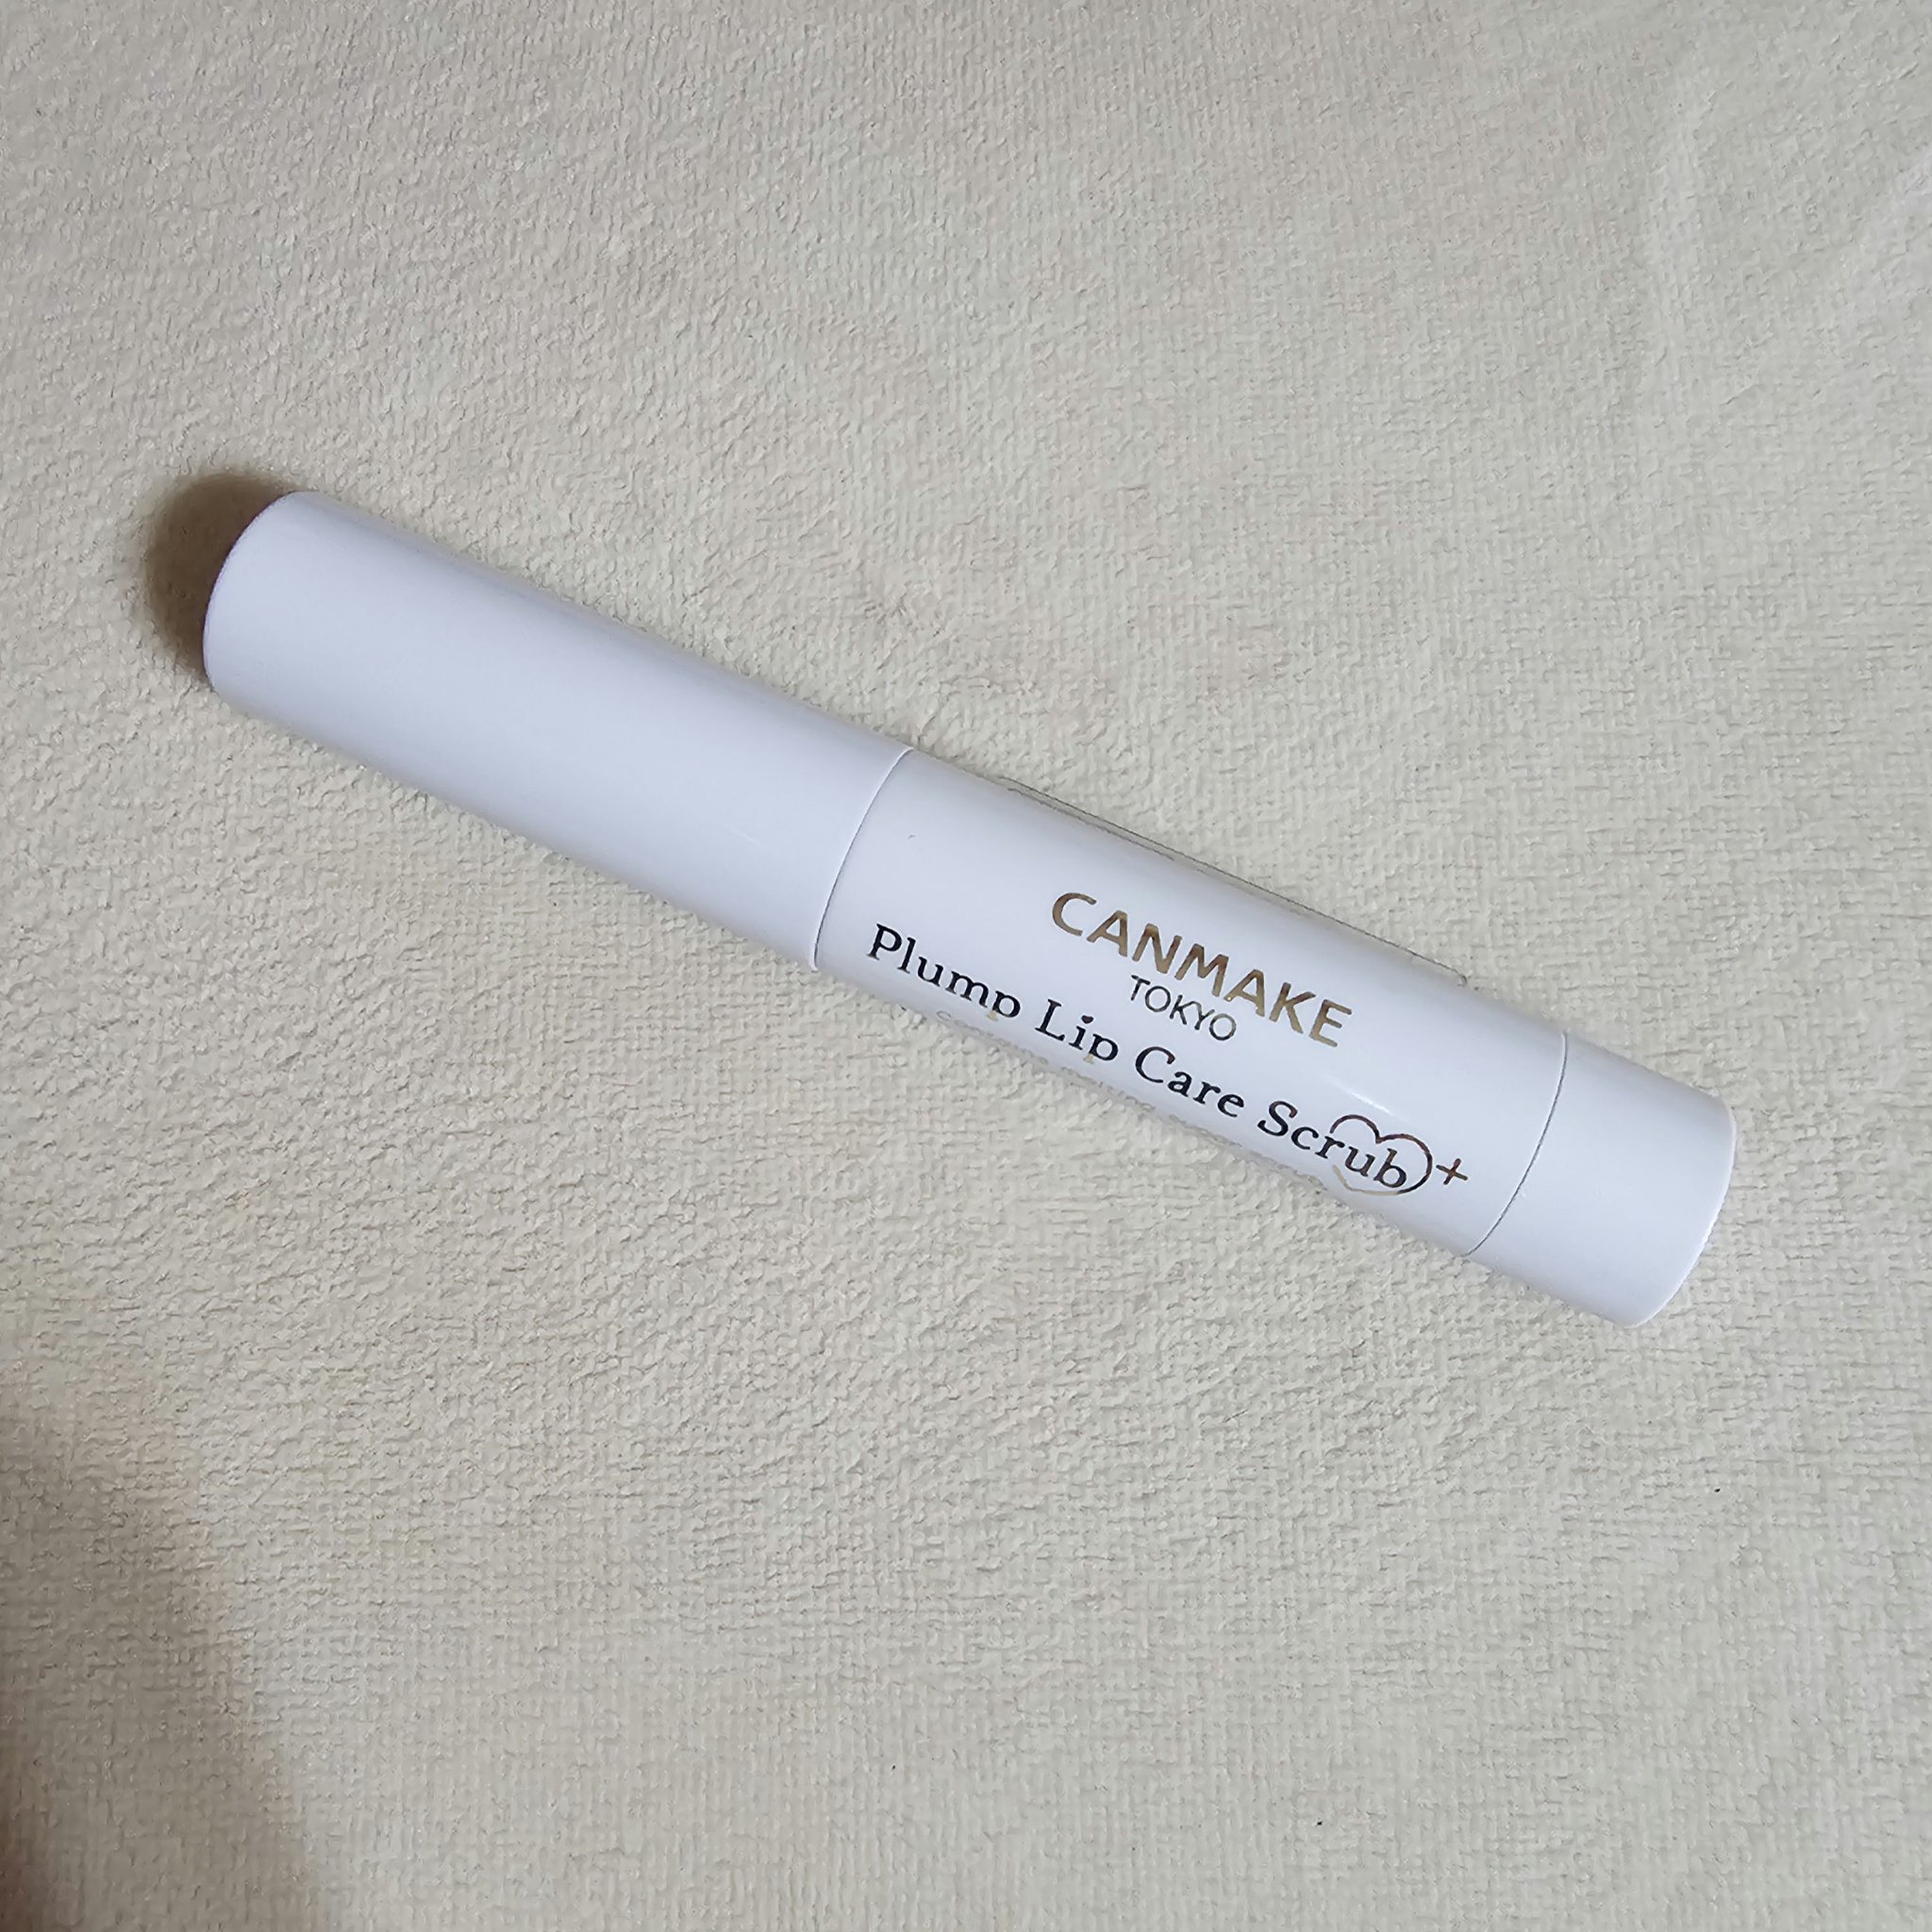 CANMAKE
TOKYO
Plump Lip Care Scrub+